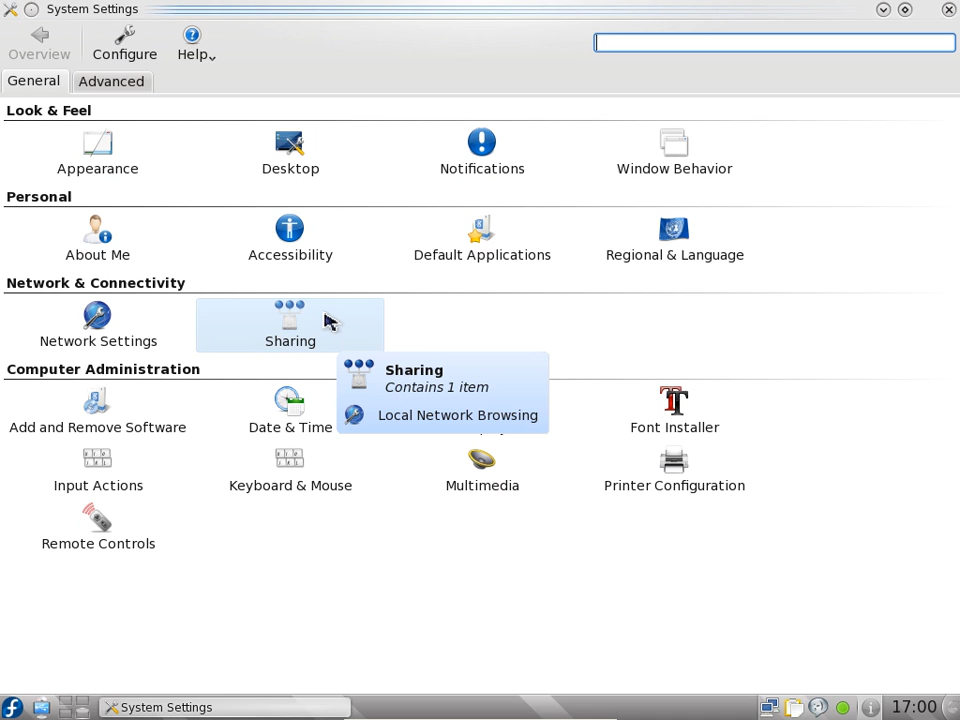 System Settings
Overview
Configure
Help
General
Advanced
Look & Feel
Appearance
Desktop
Notifications
Window Behavior
Personal
About Me
Accessibility
Default Applications
Regional & Language
Network & Connectivity
Network Settings
Sharing
Sharing
Contains 1 item
Local Network Browsing
Computer Administration
Add and Remove Software
Date & Time
Font Installer
Input Actions
Keyboard & Mouse
Multimedia
Printer Configuration
Remote Controls
System Settings
17:00